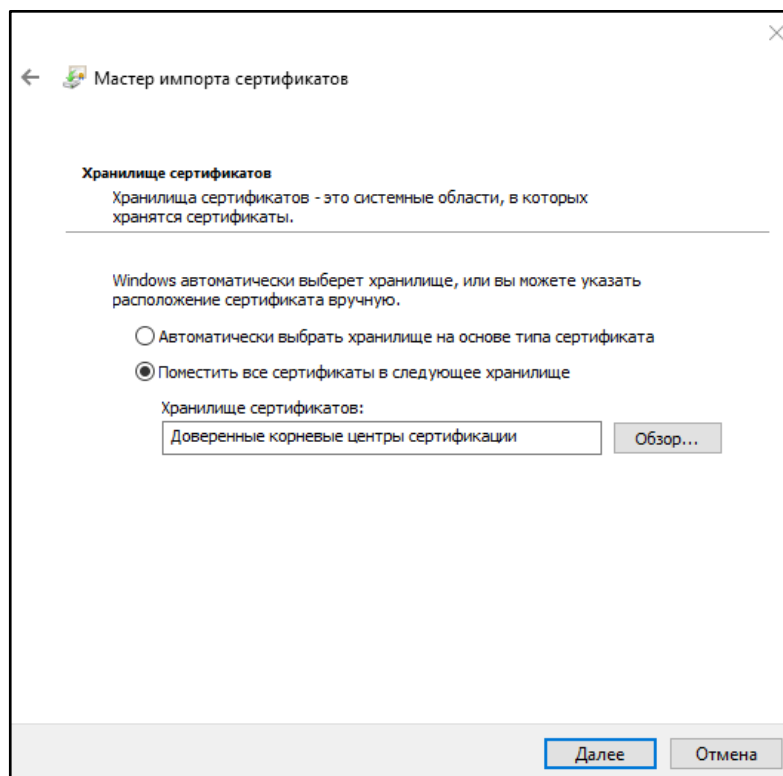 Мастер импорта сертификатов
Хранилище сертификатов
Хранилища сертификатов - это системные области, в которых
хранятся сертификаты.
Windows автоматически выберет хранилище, или вы можете указать
расположение сертификата вручную.
Автоматически выбрать хранилище на основе типа сертификата
Поместить все сертификаты в следующее хранилище
Хранилище сертификатов:
Доверенные корневые центры сертификации
Обзор...
Далее
Отмена